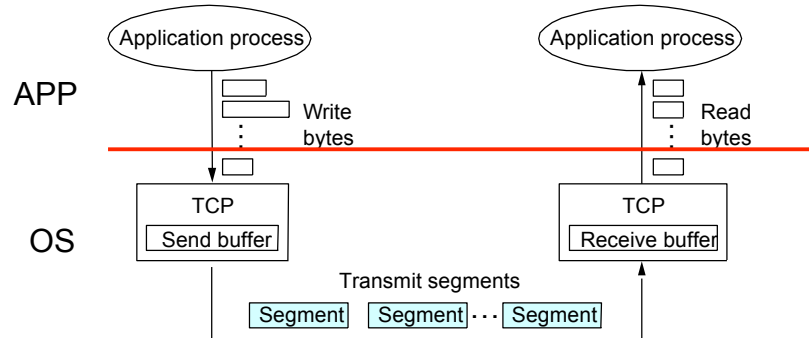 Application process
Application process
APP
Write
bytes
Read
bytes
TCP
TCP
OS
Send buffer
Receive buffer
Transmit segments
Segment
Segment
Segment